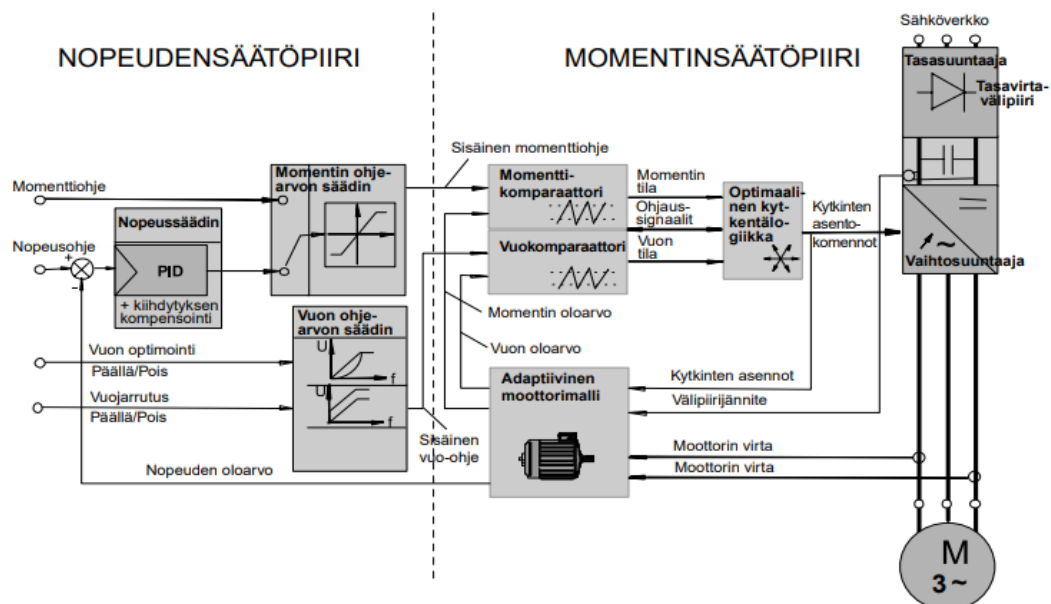 Sähköverkko
NOPEUDENSÄÄTÖPIIRI
MOMENTINSÄÄTÖPIIRI
Tasasuuntaaja
Tasavirta-
välipiiri
Sisäinen momenttiohje
Momenttiohje
Momentin ohje-
arvon säädin
Momentti-
komparaattori
Momentin
tila
Ohjaus-
signaalit
Vuon
tila
Optimaali-
nen kyt-
kentälo-
giikka
Kytkinten
asento-
komennot
Nopeussäädin
Nopeusohje
+
-
PID
+ kiihdytyksen
kompensointi
Vuokomparaattori
~
Vaihtosuuntaaja
Momentin oloarvo
Vuon oloarvo
Vuon ohje-
arvon säädin
U
f
U
f
Vuon optimointi
Päällä/Pois
Vuojarrutus
Päällä/Pois
Sisäinen
vuo-ohje
Adaptiivinen
moottorimalli
Kytkinten asennot
Välipiirijännite
Moottorin virta
Moottorin virta
Nopeuden oloarvo
M
3 ~